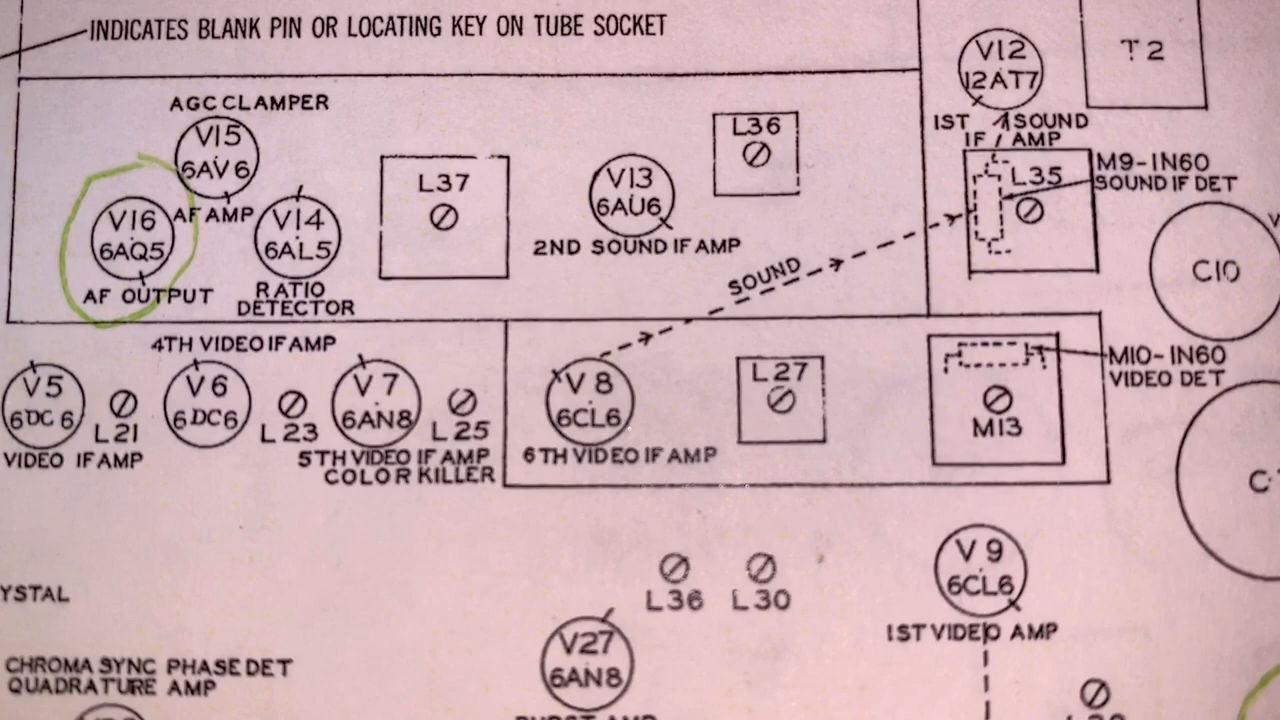 INDICATES BLANK PIN OR LOCATING KEY ON TUBE SOCKET
V12
12AT7
T2
1ST SOUND
IF AMP
AGC CLAMPER
V15
6AV6
AF AMP
V16
6AQ5
AF OUTPUT
V14
6AL5
RATIO
DETECTOR
L37
V13
6AU6
2ND SOUND IF AMP
L36
SOUND
L35
M9-IN60
SOUND IF DET
C10
4TH VIDEO IF AMP
V5
6DC6
VIDEO IF AMP
L21
V6
6DC6
L23
V7
6AN8
5TH VIDEO IF AMP
COLOR KILLER
L25
V8
6CL6
6TH VIDEO IF AMP
L27
M13
M10-IN60
VIDEO DET
C
L36
L30
V9
6CL6
1ST VIDEO AMP
YSTAL
V27
6AN8
CHROMA SYNC PHASE DET
QUADRATURE AMP